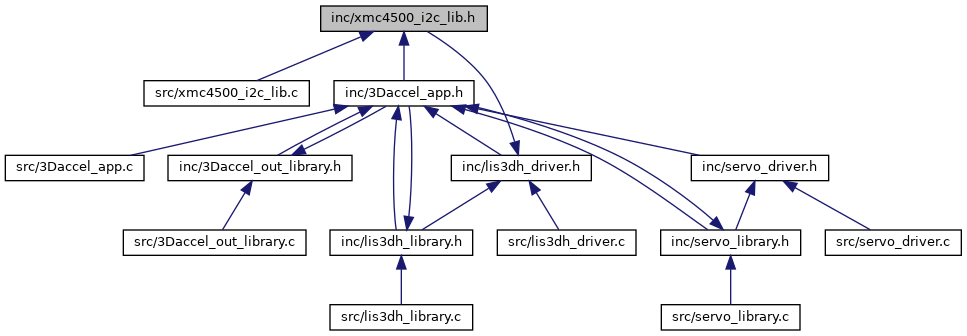 inc/xmc4500_i2c_lib.h
src/xmc4500_i2c_lib.c
inc/3Daccel_app.h
src/3Daccel_app.c
inc/3Daccel_out_library.h
inc/lis3dh_driver.h
inc/servo_driver.h
src/3Daccel_out_library.c
inc/lis3dh_library.h
src/lis3dh_driver.c
inc/servo_library.h
src/servo_driver.c
src/lis3dh_library.c
src/servo_library.c